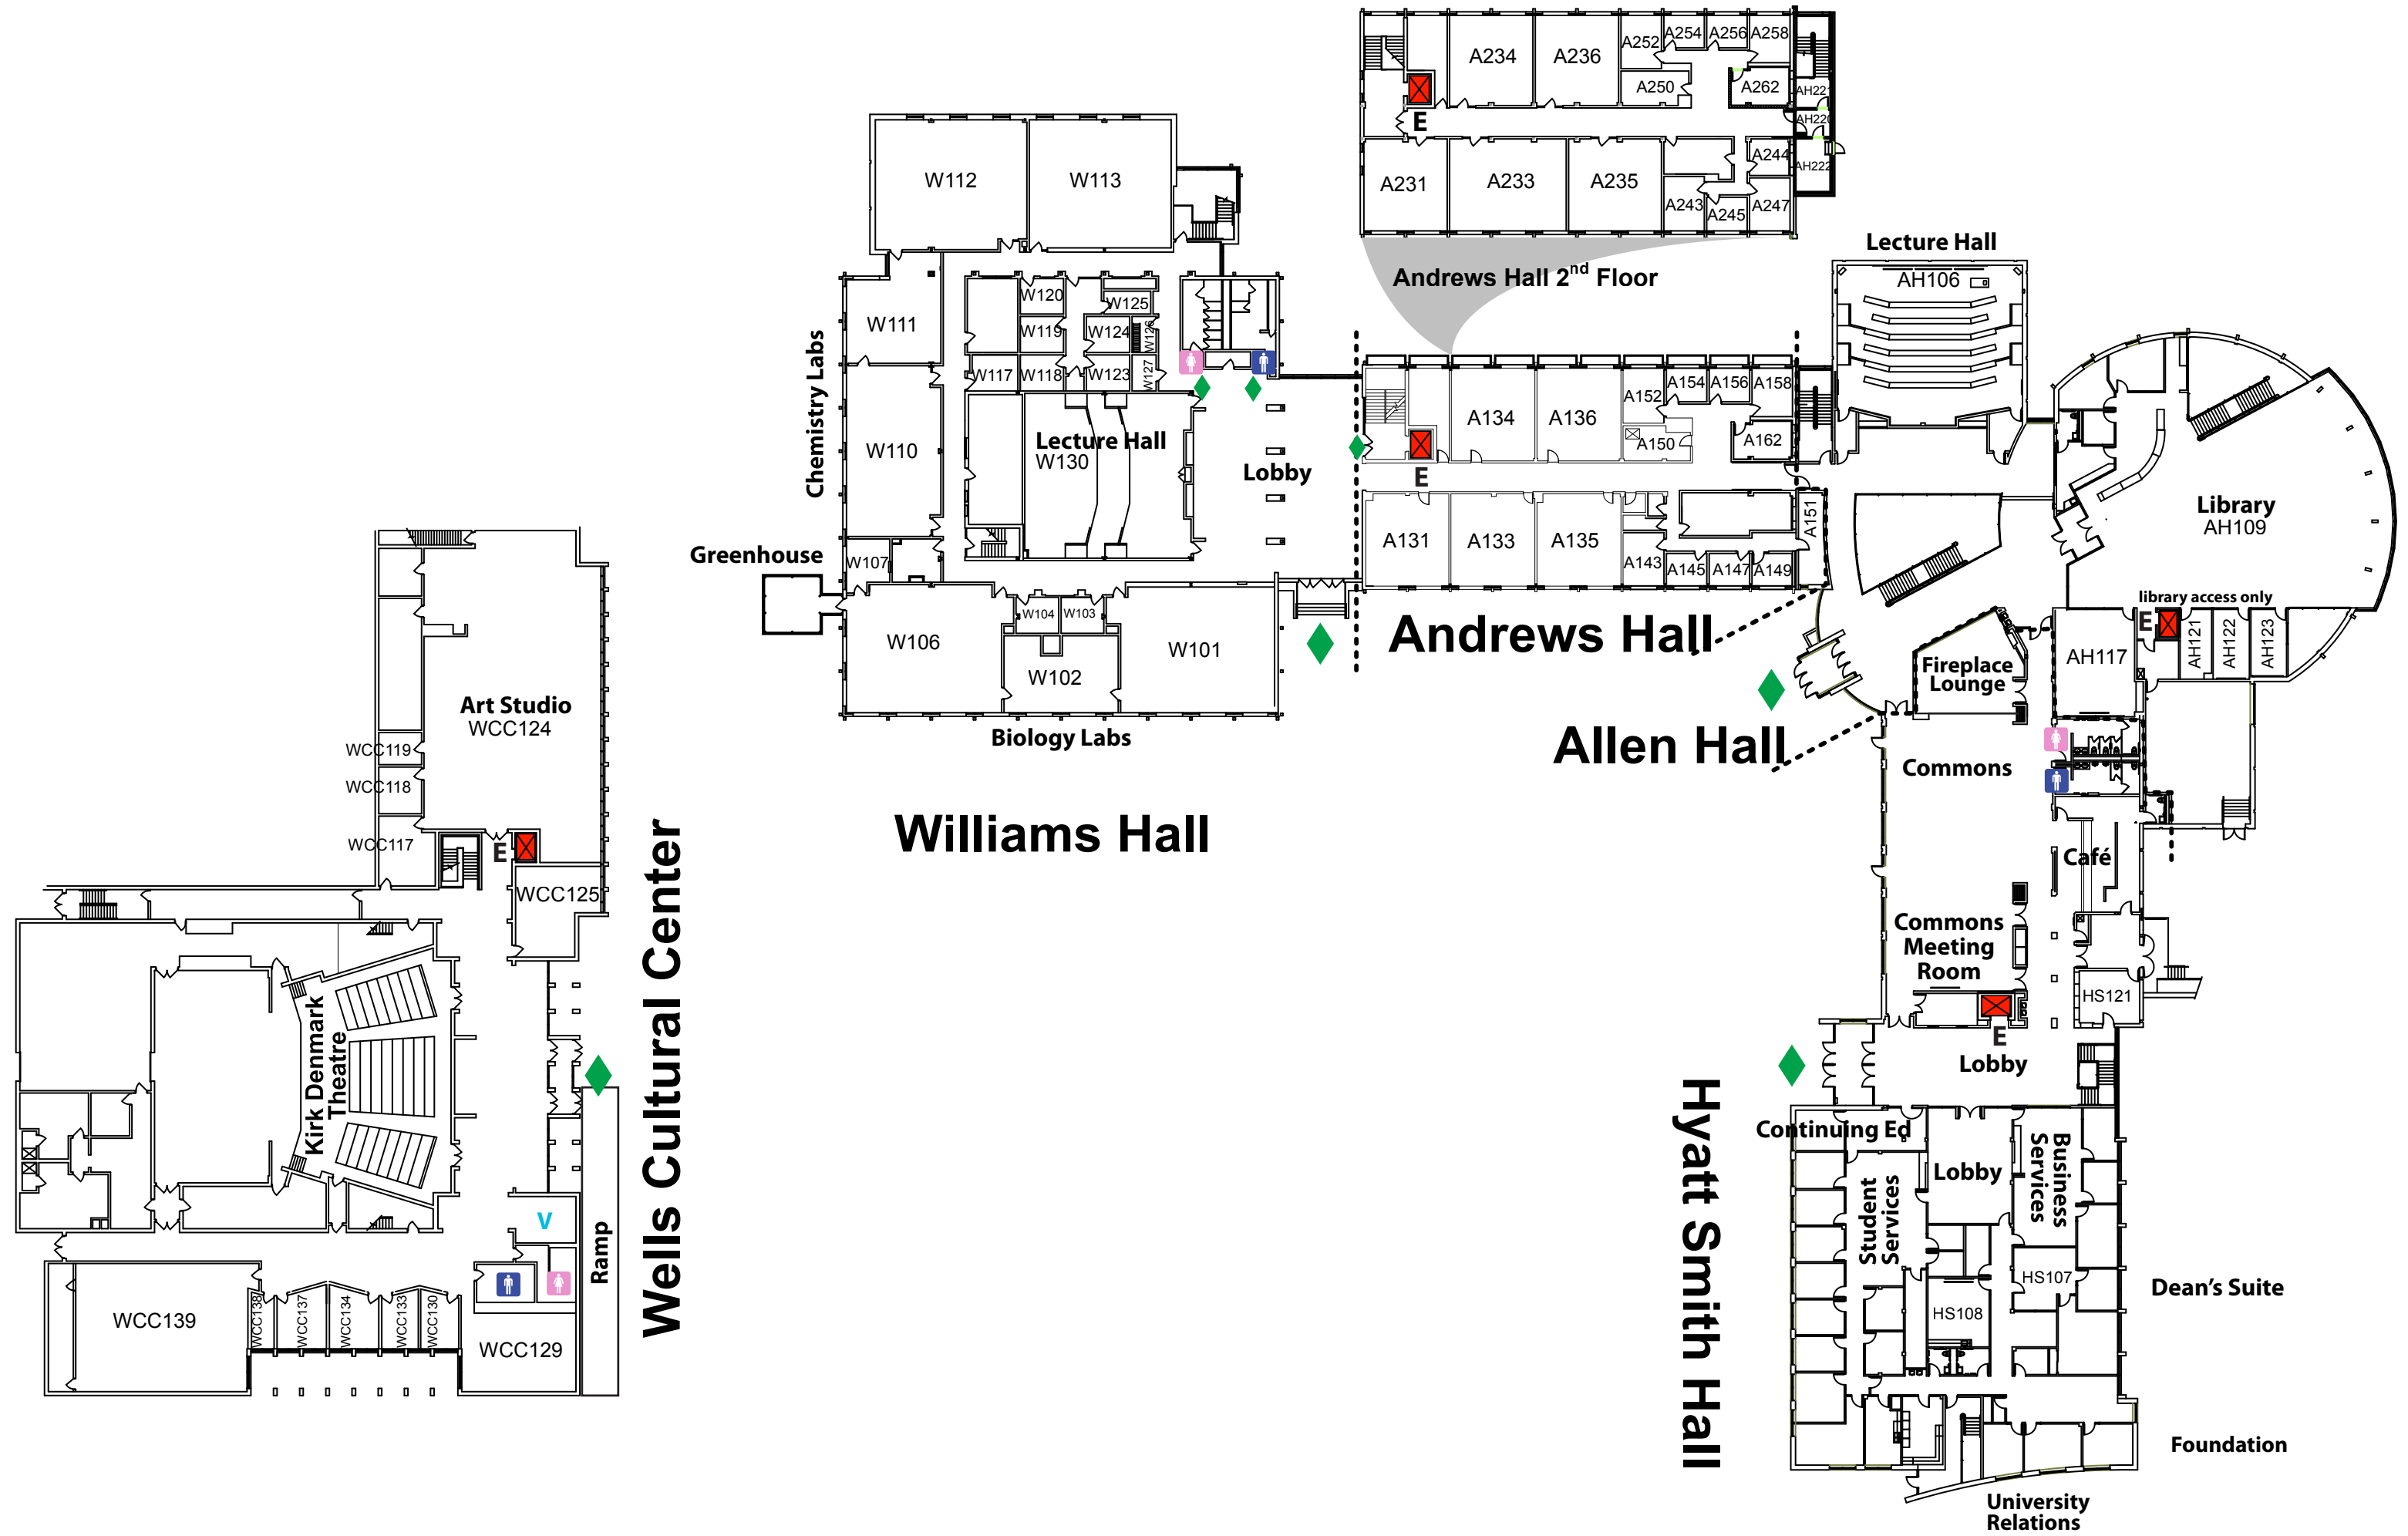 A234
A236
A252
A254
A256
A258
A250
A262
AH221
AH220
E
A231
A233
A235
A244
AH222
A243
A245
A247
Andrews Hall 2nd Floor
W112
W113
W111
W120
W125
W119
W124
W126
W117
W118
W123
W127
Chemistry Labs
W110
Lecture Hall
W130
Lobby
Greenhouse
W107
W104
W103
W106
W102
W101
Biology Labs
Williams Hall
A134
A136
A152
A154
A156
A158
A150
A162
E
A131
A133
A135
A143
A145
A147
A149
A151
Andrews Hall
Lecture Hall
AH106
Library
AH109
library access only
E
AH121
AH122
AH123
AH117
Fireplace
Lounge
Allen Hall
Commons
Café
Commons
Meeting
Room
HS121
E
Lobby
Hyatt Smith Hall
Continuing Ed
Lobby
Business
Services
Student
Services
HS107
HS108
Dean's Suite
Foundation
University
Relations
Art Studio
WCC124
WCC119
WCC118
WCC117
E
WCC125
Kirk Denmark
Theatre
Wells Cultural Center
V
Ramp
WCC139
WCC138
WCC137
WCC134
WCC133
WCC130
WCC129